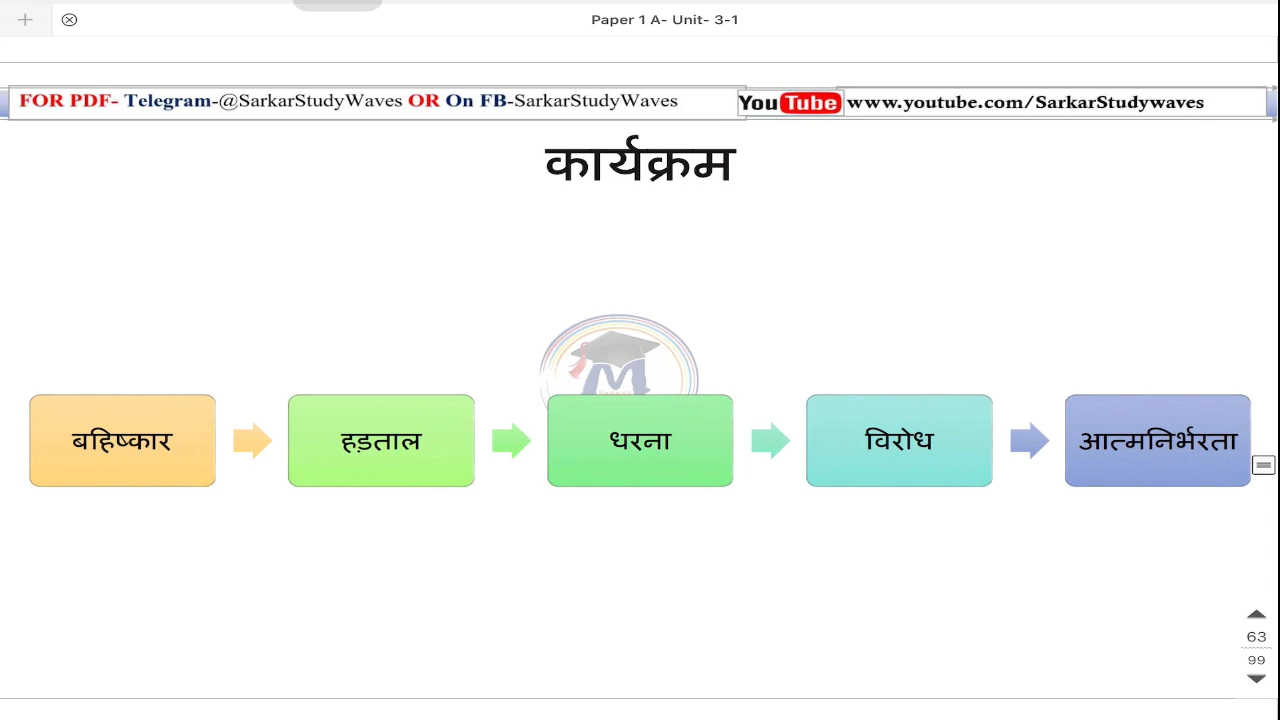 Paper 1 A- Unit- 3-1
FOR PDF- Telegram-@SarkarStudyWaves OR On FB-SarkarStudyWaves
YouTube www.youtube.com/SarkarStudywaves
कार्यक्रम
M
बहिष्कार
हड़ताल
धरना
विरोध
आत्मनिर्भरता
63
99